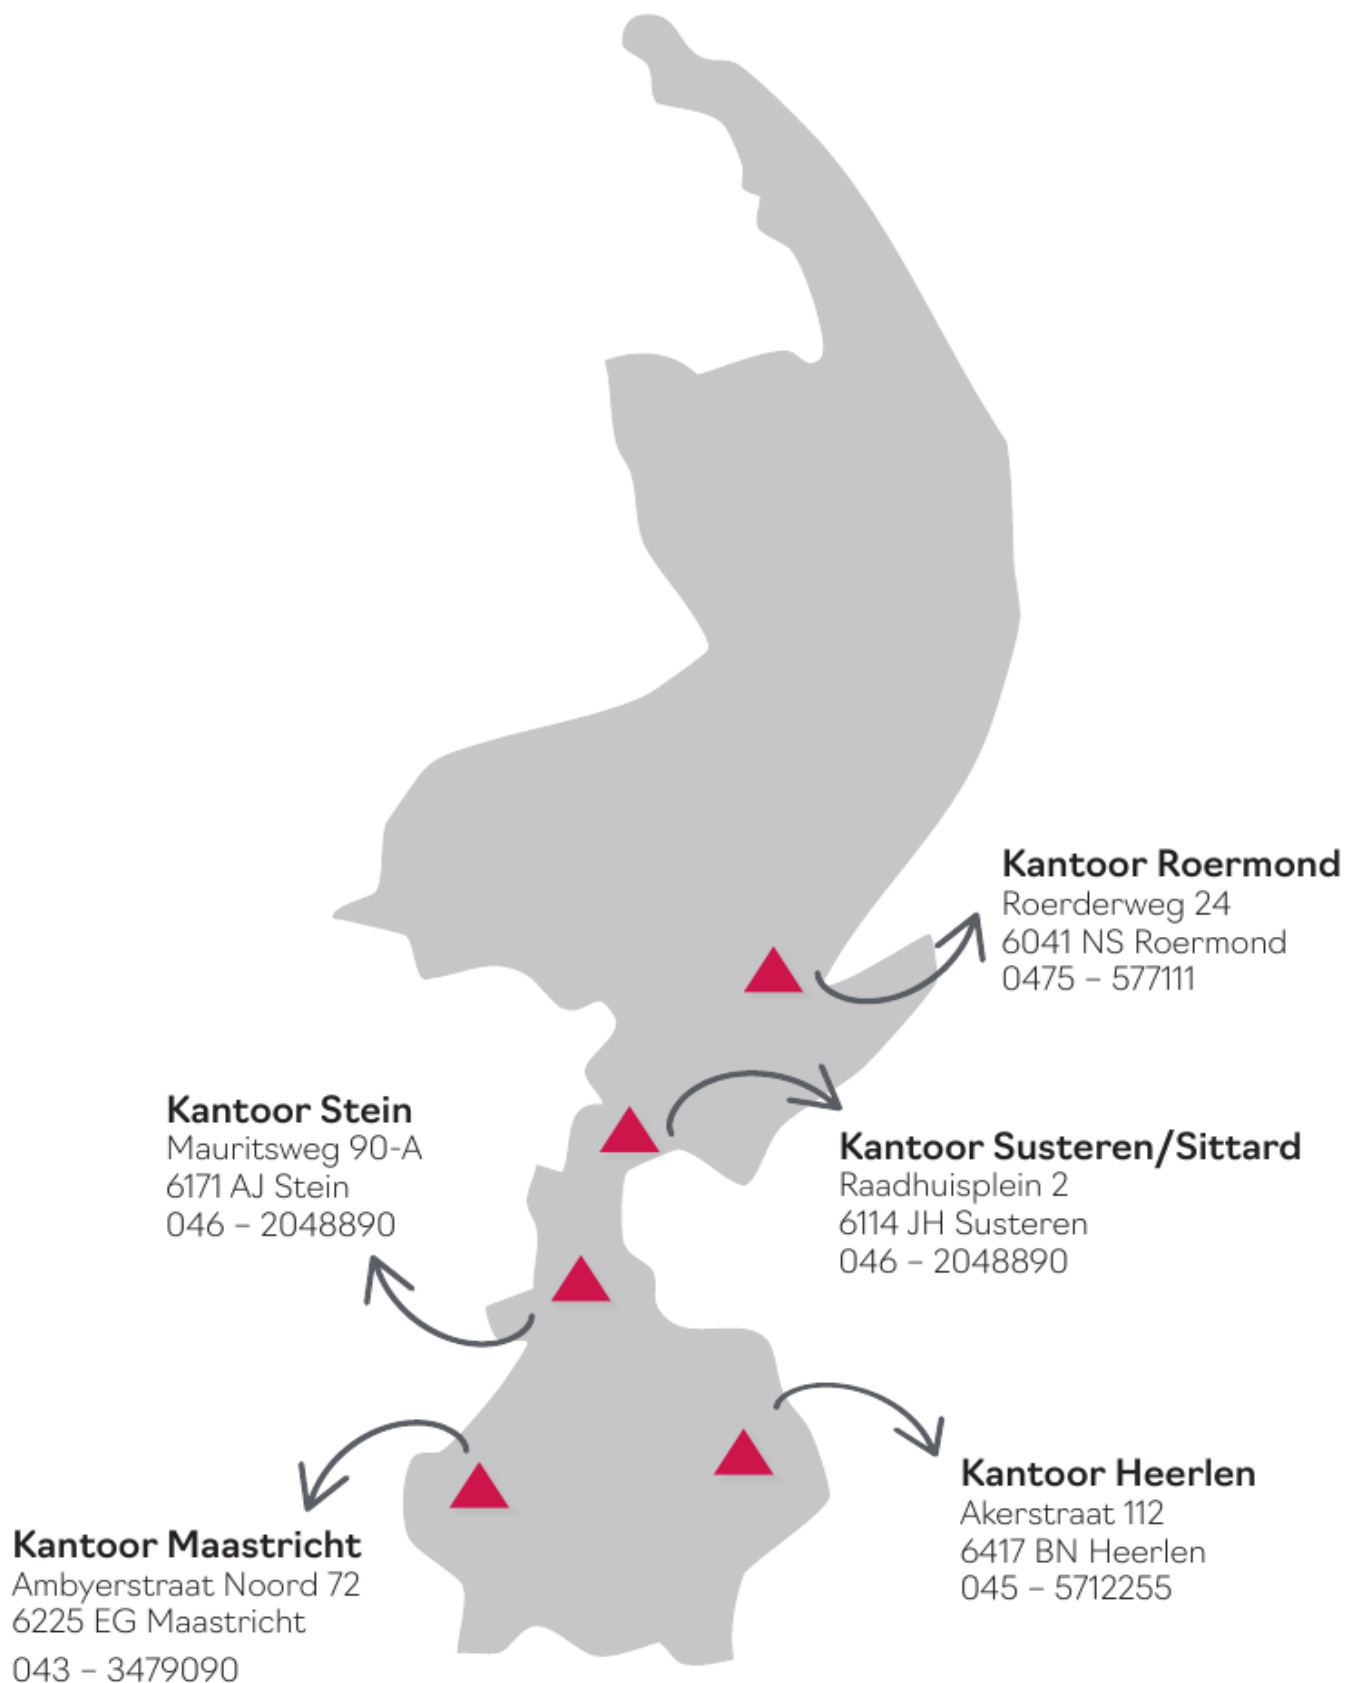 Kantoor Roermond
Roerderweg 24
6041 NS Roermond
0475 – 577111
Kantoor Stein
Mauritsweg 90-A
6171 AJ Stein
046 – 2048890
Kantoor Susteren/Sittard
Raadhuisplein 2
6114 JH Susteren
046 – 2048890
Kantoor Heerlen
Akerstraat 112
6417 BN Heerlen
045 – 5712255
Kantoor Maastricht
Ambyerstraat Noord 72
6225 EG Maastricht
043 – 3479090